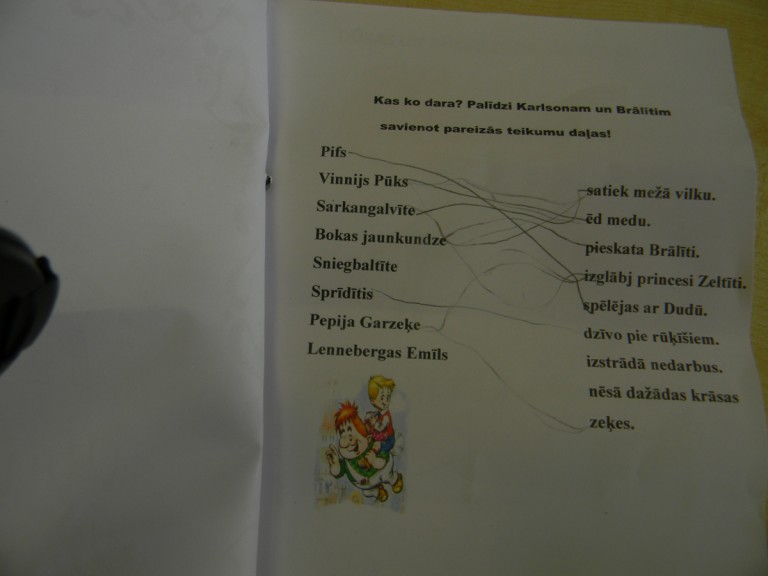 Kas ko dara? Palīdzi Karlsonam un Brālītim
savienot pareizās teikumu daļas!
Pifs
Vinnijs Pūks
Sarkangalvīte
Bokas jaunkundze
Sniegbaltīte
Sprīdītis
Pepija Garzeķe
Lennebergas Emīls
satiek mežā vilku.
ēd medu.
pieskata Brālīti.
izglābj princesi Zeltīti.
spēlējas ar Dudū.
dzīvo pie rūķīšiem.
izstrādā nedarbus.
nēsā dažādas krāsas
zeķes.